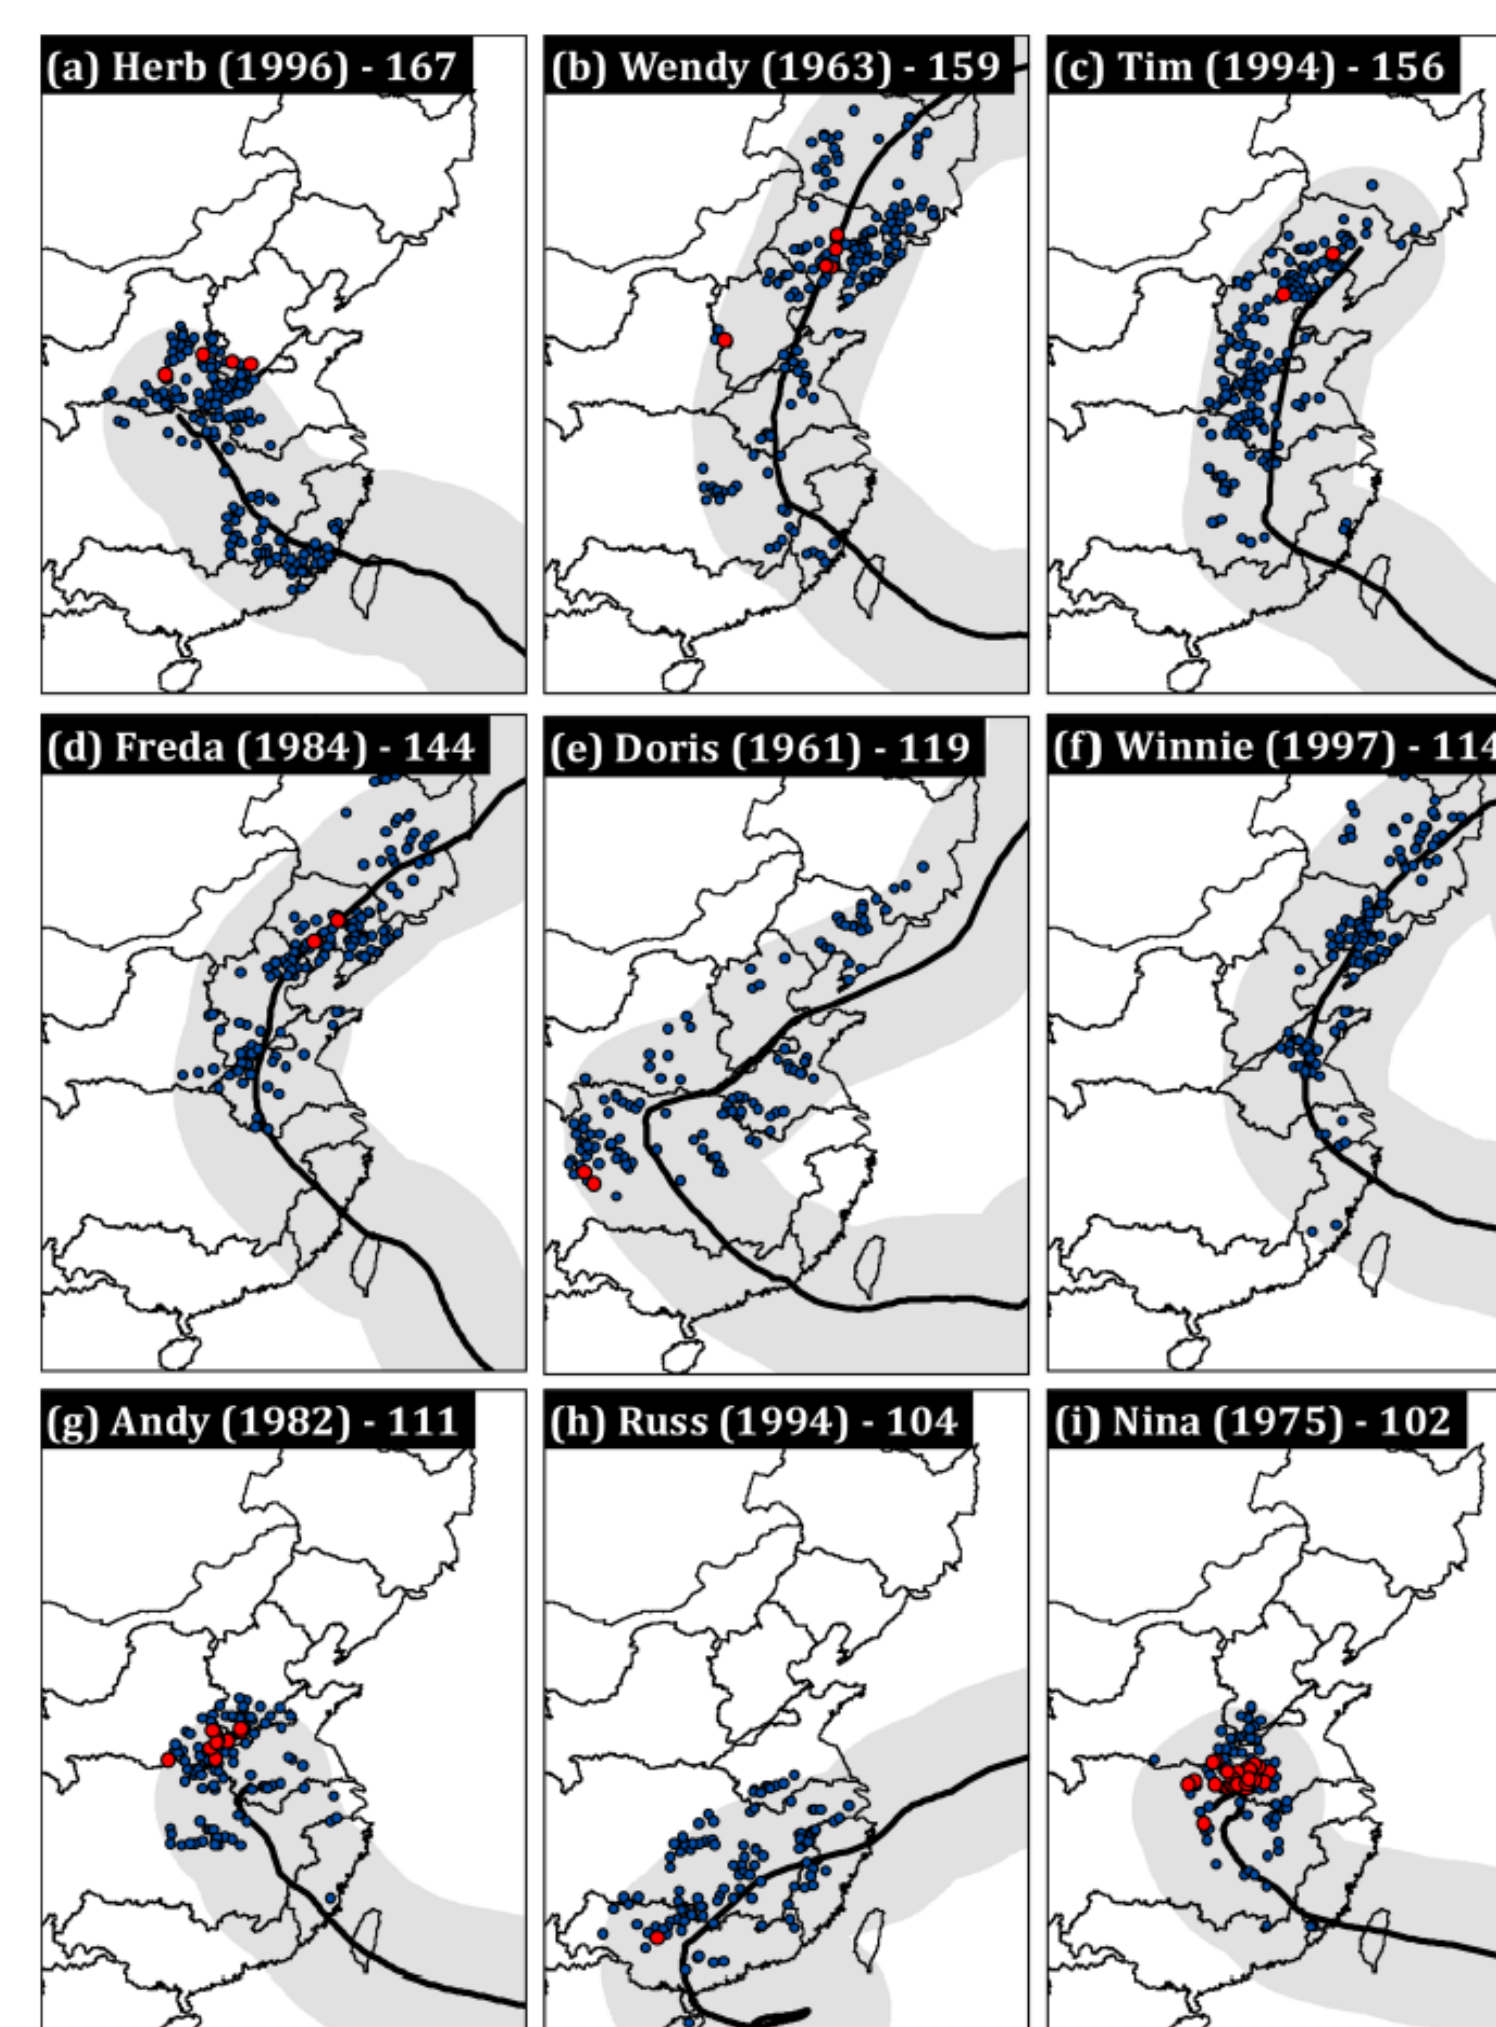 (a) Herb (1996) - 167
(b) Wendy (1963) - 159
(c) Tim (1994) - 156
(d) Freda (1984) - 144
(e) Doris (1961) - 119
(f) Winnie (1997) - 114
(g) Andy (1982) - 111
(h) Russ (1994) - 104
(i) Nina (1975) - 102